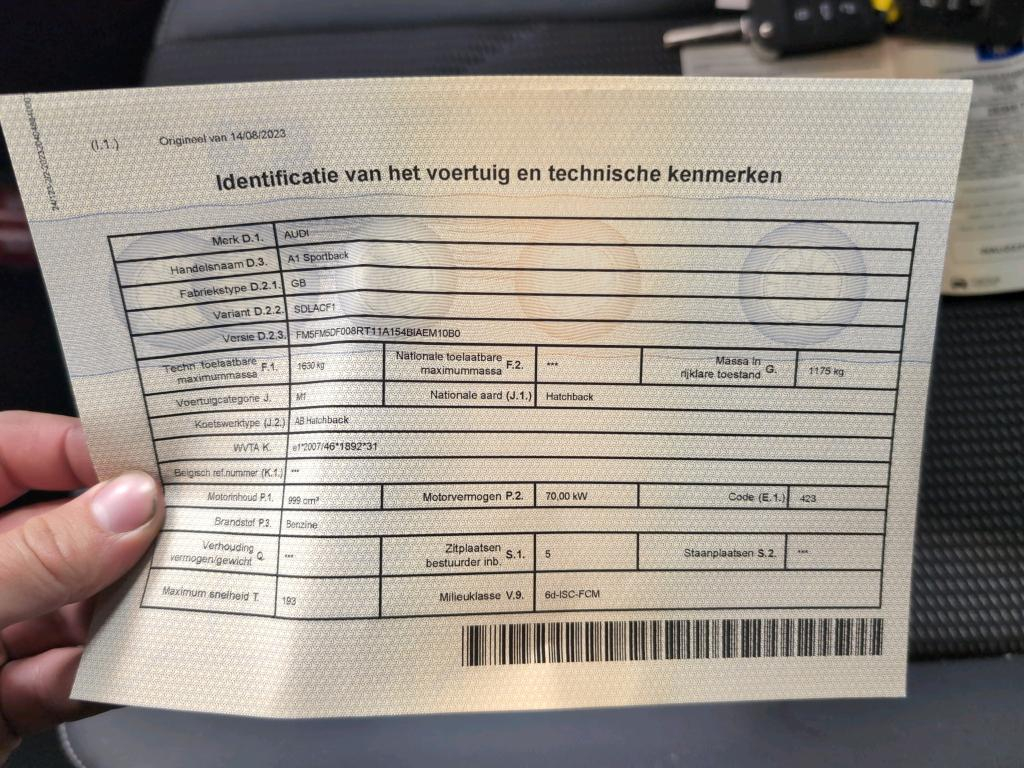 (I.1.) Origineel van 14/08/2023
Identificatie van het voertuig en technische kenmerken
Merk D.1. AUDI
Handelsnaam D.3. A1 Sportback
Fabriekstype D.2.1. GB
Variant D.2.2. SDLACF1
Versie D.2.3. FM5FM5DF008RT11A154BIAEM10B0
Techn toelaatbare maximummassa F.1. 1630 kg Nationale toelaatbare maximummassa F.2. *** Massa in rijklare toestand G. 1175 kg
Voertuigcategorie J. M1 Nationale aard (J.1.) Hatchback
Koetswerktype (J.2.) AB Hatchback
WVTA K. e1*2007/46*1892*31
Belgisch ref.nummer (K.1.) ***
Motorinhoud P.1. 999 cm³ Motorvermogen P.2. 70,00 kW Code (E.1.) 423
Brandstof P.3. Benzine
Verhouding vermogen/gewicht Q. *** Zitplaatsen bestuurder inb. S.1. 5 Staanplaatsen S.2. ***
Maximum snelheid T. 193 Milieuklasse V.9. 6d-ISC-FCM